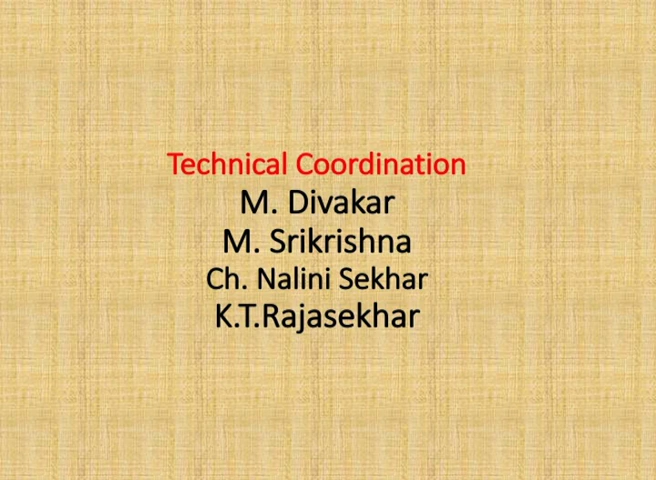 Technical Coordination
M. Divakar
M. Srikrishna
Ch. Nalini Sekhar
K.T.Rajasekhar